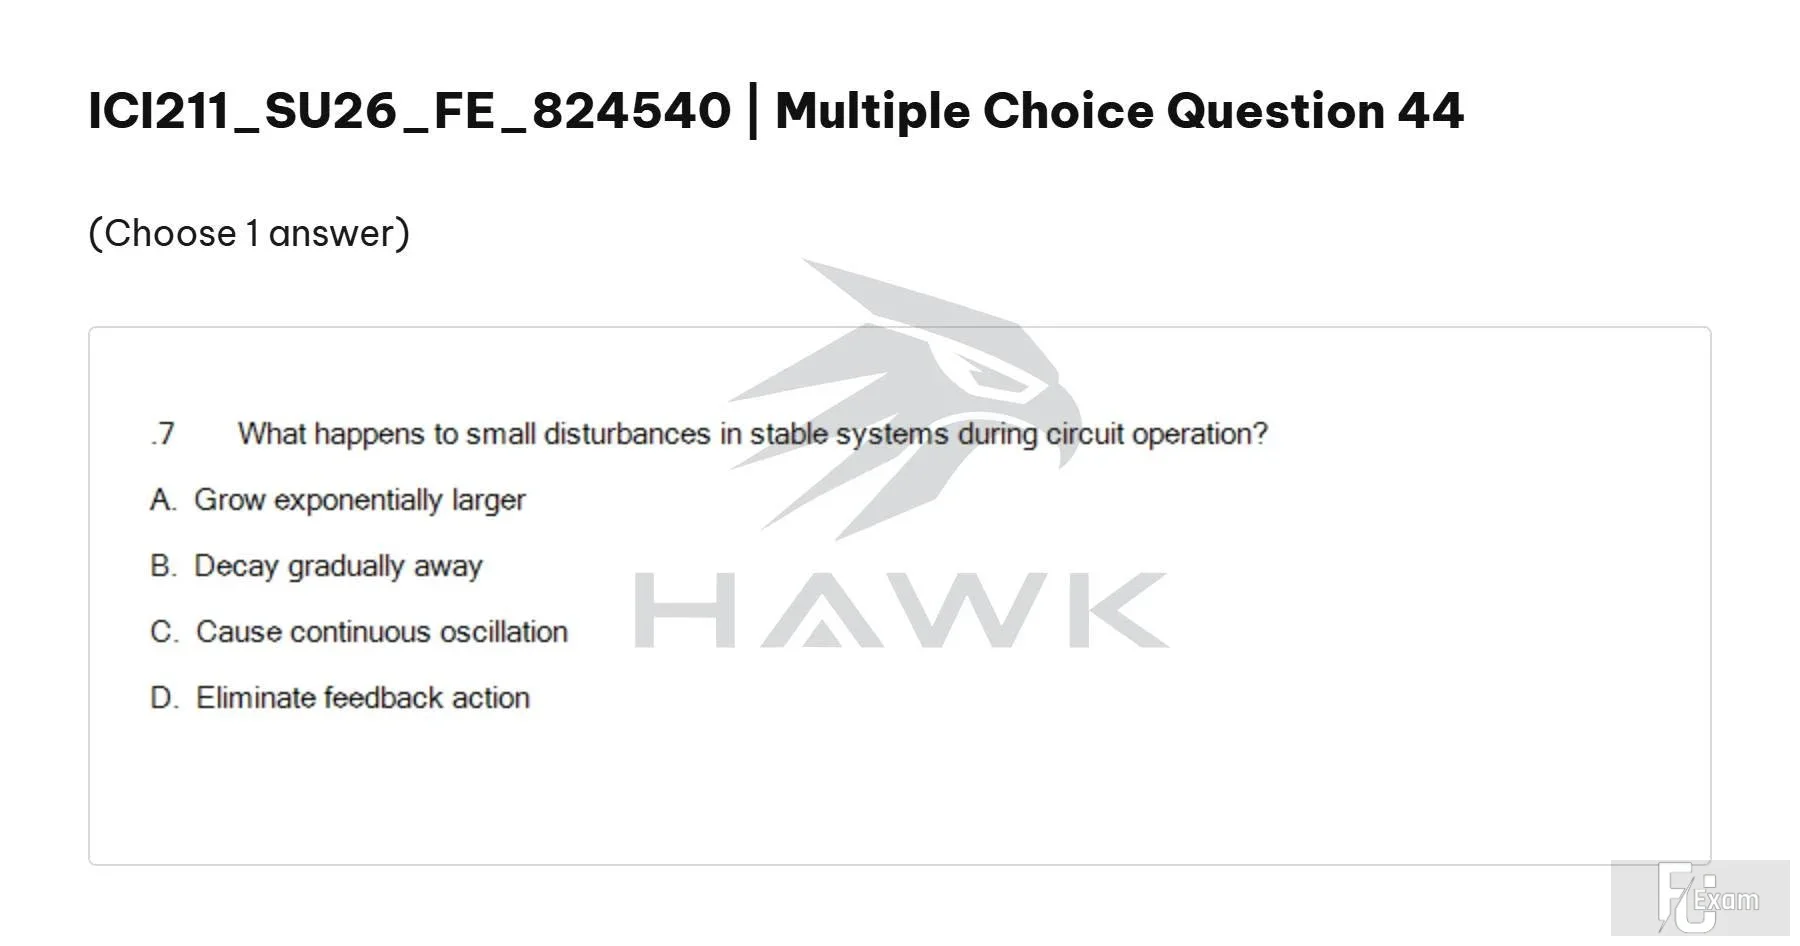 ICI211_SU26_FE_824540 | Multiple Choice Question 44
(Choose 1 answer)
.7 What happens to small disturbances in stable systems during circuit operation?
A. Grow exponentially larger
B. Decay gradually away
C. Cause continuous oscillation
D. Eliminate feedback action
HAWK
FU Exam